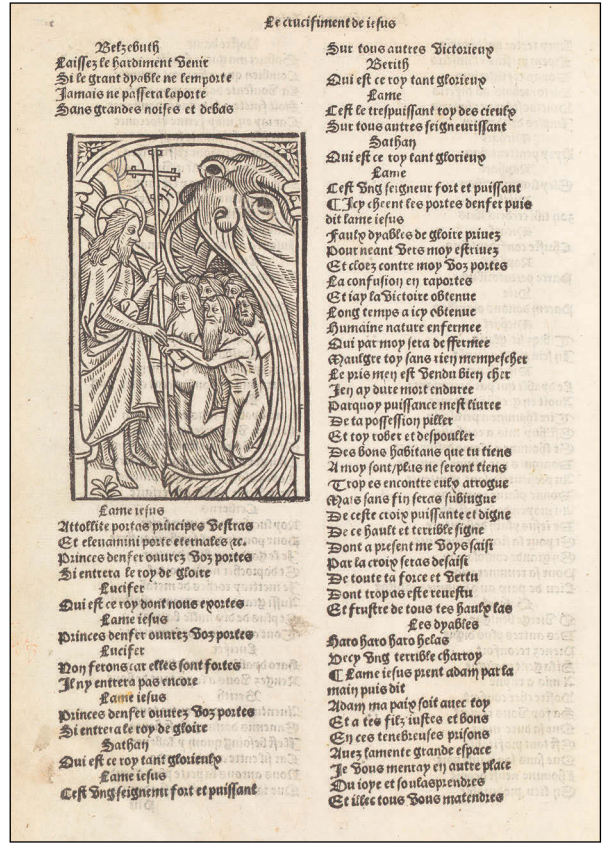 Le crucifiment de iesus
Belzebuth
Laissez le hardiment Venir
Si le grant dyable ne lemporte
Jamais ne passera laporte
Sans grandes noises et debas
Lame iesus
Attollite portas principes Vestras
Et eleuamini porte eternales &c.
Princes denfer ouurez Voz portes
Si entrera le roy de gloire
Lucifer
Qui est ce roy dont nous exortes
Lame iesus
Princes denfer ouurez Voz portes
Lucifer
Non ferons car elles sont fortes
Il ny entrera pas encore
Lame iesus
Princes denfer ouurez Voz portes
Si entrera le roy de gloire
Sathan
Qui est ce roy tant glorieux
Lame iesus
Cest Vng seigneur fort et puissant
Sur tous autres Victorieux
Berith
Qui est ce roy tant glorieux
Lame
Cest le trespuissant roy des cieulx
Sur tous autres seigneurissant
Sathan
Qui est ce roy tant glorieux
Lame
Cest Vng seigneur fort et puissant
¶ Icy cheent les portes denfer puis
dit lame iesus
Faulx dyables de gloire priuez
Pour neant Vers moy estriuez
Et cloez contre moy Voz portes
La confusion en raportes
Et iay la Victoire obtenue
Long temps a icy obtenue
Humaine nature enfermee
Qui par moy sera deffermee
Maulgre toy sans rien mempescher
Le pris men est Vendu bien cher
Jen ay dure mort enduree
Parquoy puissance mest liuree
De ta possession piller
Et toy rober et despouller
Des bons habitans que tu tiens
A moy sont/plus ne seront tiens
Trop es encontre eulx arrogue
Mais sans fin seras subiugue
De ceste croix puissante et digne
De ce hault et terrible signe
Dont a present me Voys saisi
Par la croix seras desaisi
De toute ta force et Vertu
Dont trop as este reuestu
Et frustre de tous tes haulx las
Les dyables
Haro haro haro helas
Vecy Vng terrible charroy
¶ Lame iesus prent adam par la
main puis dit
Adam ma paix soit auec toy
Et a tes filz iustes et bons
En ces tenebreuses prisons
Auez lamente grande espace
Je Vous menray en autre place
Ou ioye et soulasprendres
Et illec tous Vous matendres